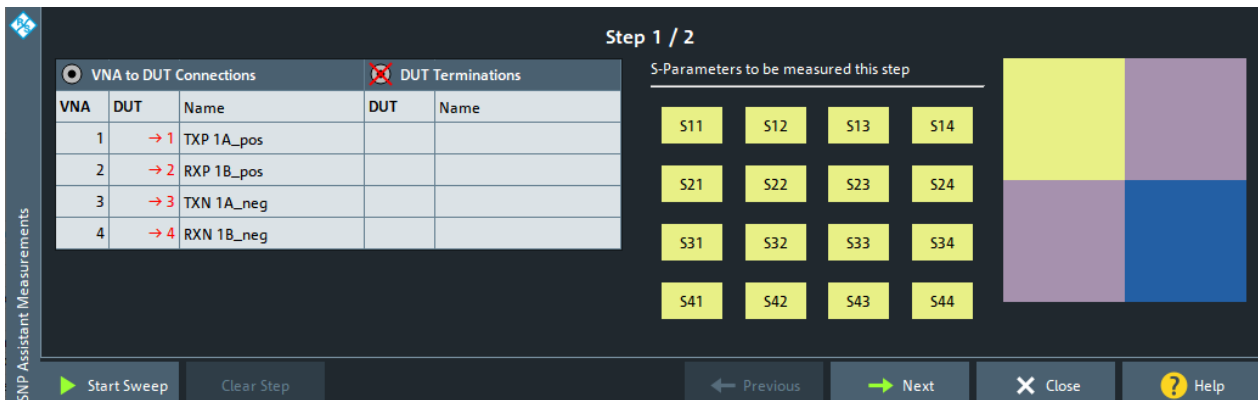 R&S
Step 1 / 2
VNA to DUT Connections DUT Terminations
VNA DUT Name DUT Name
1 → 1 TXP 1A_pos
2 → 2 RXP 1B_pos
3 → 3 TXN 1A_neg
4 → 4 RXN 1B_neg
S-Parameters to be measured this step
S11 S12 S13 S14
S21 S22 S23 S24
S31 S32 S33 S34
S41 S42 S43 S44
SNP Assistant Measurements
Start Sweep Clear Step Previous Next Close ? Help